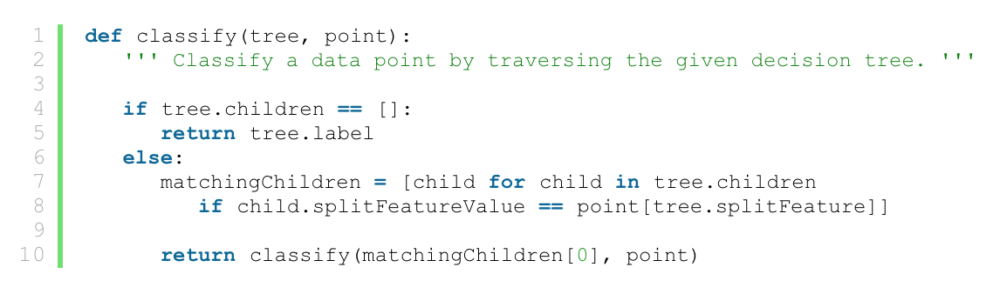 1 def classify(tree, point):
2 ''' Classify a data point by traversing the given decision tree. '''
3
4 if tree.children == []:
5 return tree.label
6 else:
7 matchingChildren = [child for child in tree.children
8 if child.splitFeatureValue == point[tree.splitFeature]]
9
10 return classify(matchingChildren[0], point)